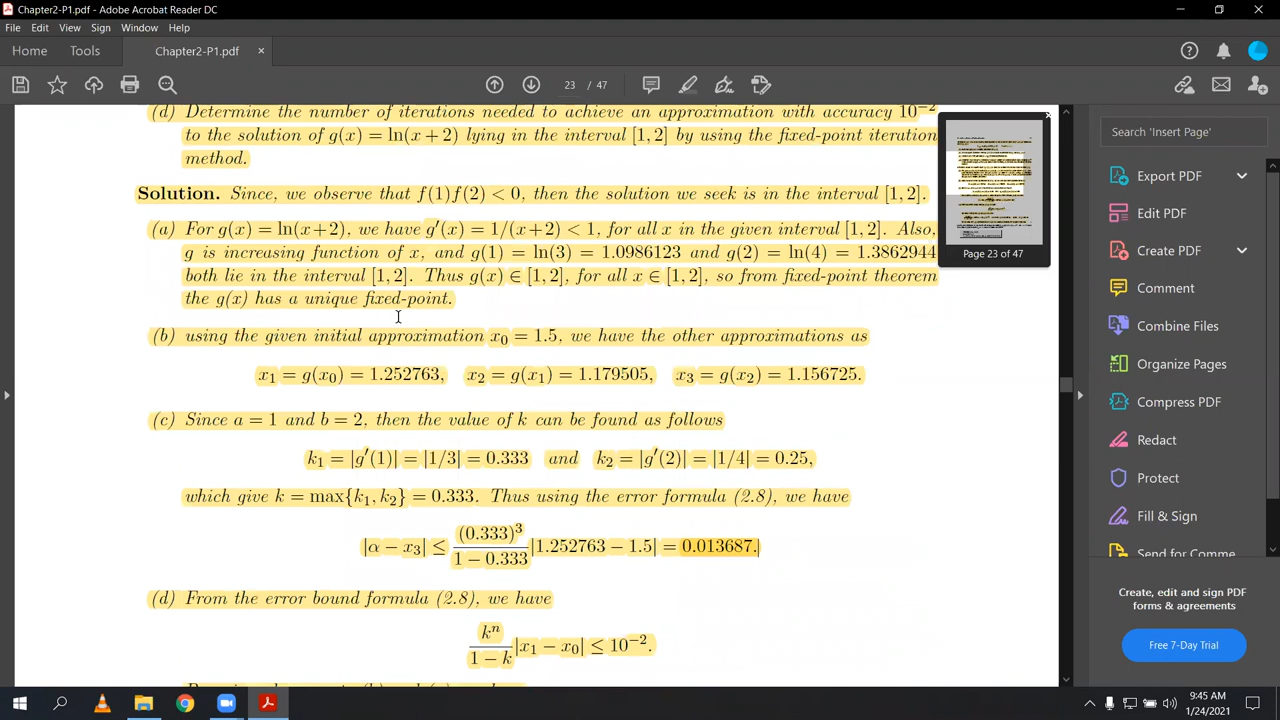 Chapter2-P1.pdf - Adobe Acrobat Reader DC
File Edit View Sign Window Help
Home Tools Chapter2-P1.pdf ×
23 / 47
(d) Determine the number of iterations needed to achieve an approximation with accuracy 10⁻²
to the solution of g(x) = ln(x + 2) lying in the interval [1, 2] by using the fixed-point iteration
method.
Solution. Since, we observe that f(1)f(2) < 0, then the solution we seek is in the interval [1, 2].
(a) For g(x) = ln(x+2), we have g′(x) = 1/(x+2) < 1, for all x in the given interval [1, 2]. Also,
g is increasing function of x, and g(1) = ln(3) = 1.0986123 and g(2) = ln(4) = 1.3862944
both lie in the interval [1, 2]. Thus g(x) ∈ [1, 2], for all x ∈ [1, 2], so from fixed-point theorem
the g(x) has a unique fixed-point.
(b) using the given initial approximation x₀ = 1.5, we have the other approximations as
x₁ = g(x₀) = 1.252763, x₂ = g(x₁) = 1.179505, x₃ = g(x₂) = 1.156725.
(c) Since a = 1 and b = 2, then the value of k can be found as follows
k₁ = |g′(1)| = |1/3| = 0.333 and k₂ = |g′(2)| = |1/4| = 0.25,
which give k = max{k₁, k₂} = 0.333. Thus using the error formula (2.8), we have
|α − x₃| ≤ (0.333)³ / 1 − 0.333 |1.252763 − 1.5| = 0.013687.
(d) From the error bound formula (2.8), we have
kⁿ / 1 − k |x₁ − x₀| ≤ 10⁻².
Page 23 of 47
Search 'Insert Page'
Export PDF
Edit PDF
Create PDF
Comment
Combine Files
Organize Pages
Compress PDF
Redact
Protect
Fill & Sign
Send for Comme
Create, edit and sign PDF
forms & agreements
Free 7-Day Trial
9:45 AM
1/24/2021